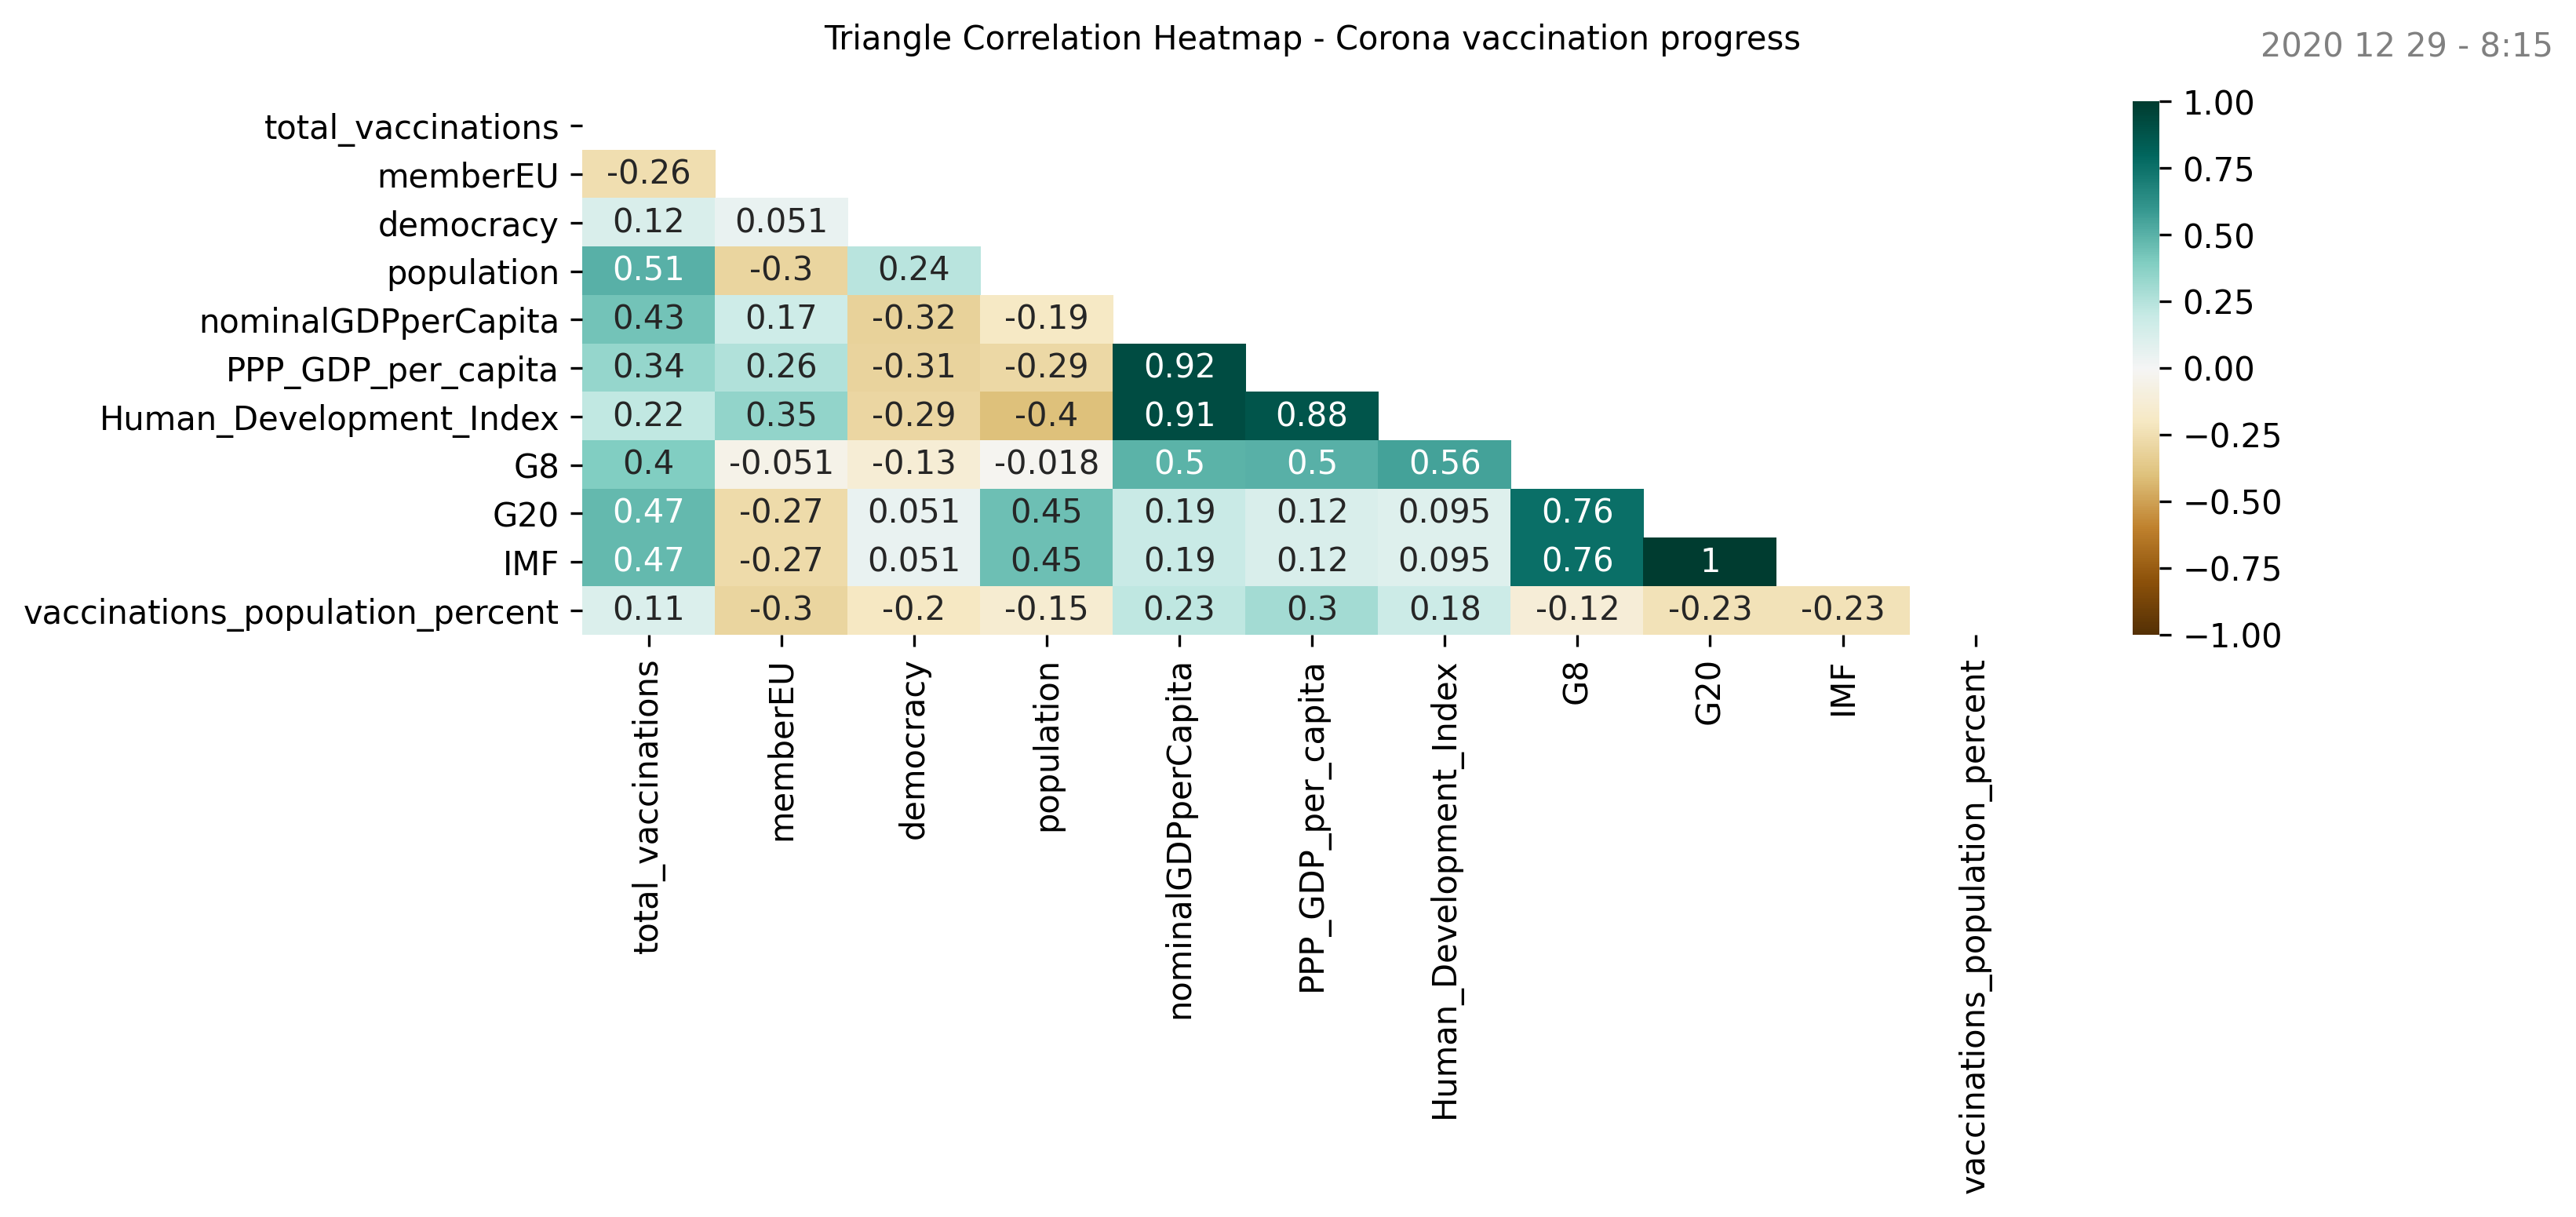 Triangle Correlation Heatmap - Corona vaccination progress
2020 12 29 - 8:15
total_vaccinations
memberEU -0.26
democracy 0.12 0.051
population 0.51 -0.3 0.24
nominalGDPperCapita 0.43 0.17 -0.32 -0.19
PPP_GDP_per_capita 0.34 0.26 -0.31 -0.29 0.92
Human_Development_Index 0.22 0.35 -0.29 -0.4 0.91 0.88
G8 0.4 -0.051 -0.13 -0.018 0.5 0.5 0.56
G20 0.47 -0.27 0.051 0.45 0.19 0.12 0.095 0.76
IMF 0.47 -0.27 0.051 0.45 0.19 0.12 0.095 0.76 1
vaccinations_population_percent 0.11 -0.3 -0.2 -0.15 0.23 0.3 0.18 -0.12 -0.23 -0.23
total_vaccinations
memberEU
democracy
population
nominalGDPperCapita
PPP_GDP_per_capita
Human_Development_Index
G8
G20
IMF
vaccinations_population_percent
1.00
0.75
0.50
0.25
0.00
−0.25
−0.50
−0.75
−1.00